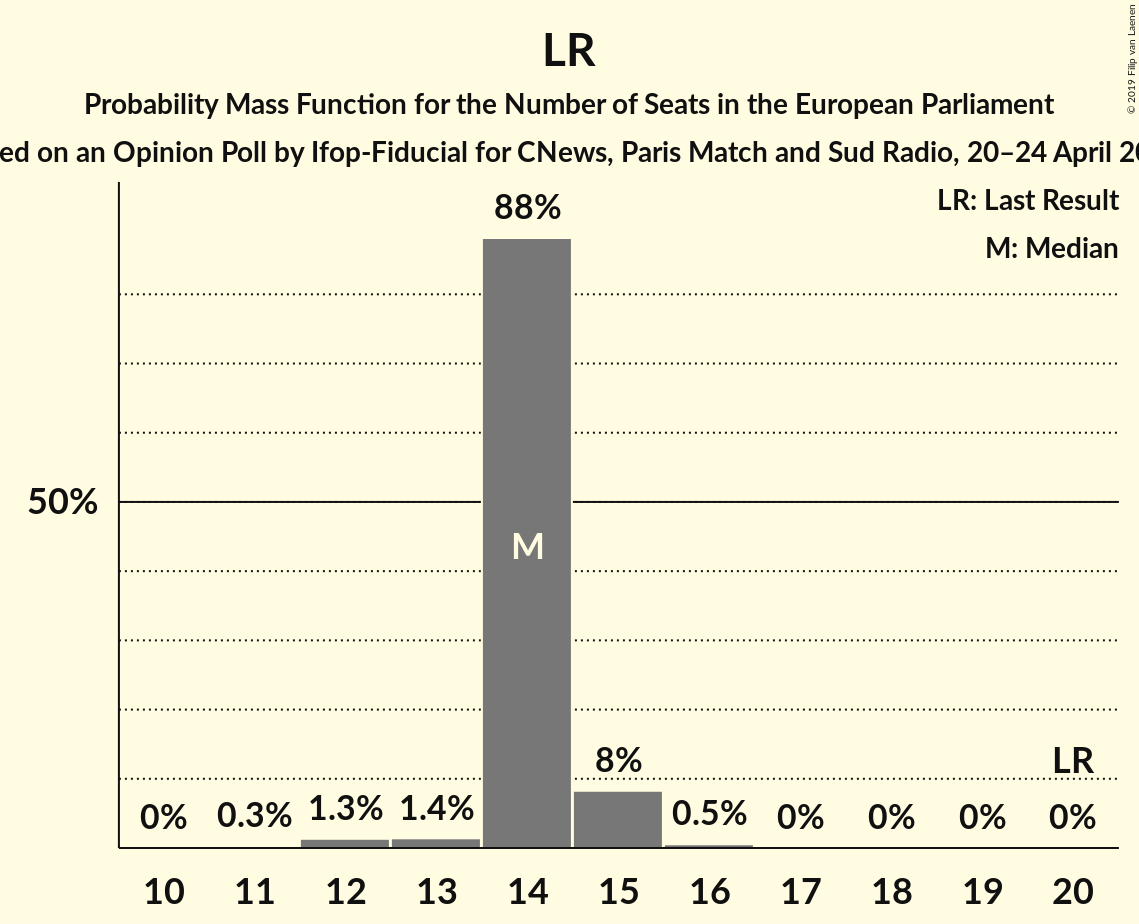 LR
Probability Mass Function for the Number of Seats in the European Parliament
on an Opinion Poll by Ifop-Fiducial for CNews, Paris Match and Sud Radio, 20–24 April
© 2019 Filip van Laenen
LR: Last Result
M: Median
88%
50%
M
8%
LR
0% 0.3% 1.3% 1.4% 0.5% 0% 0% 0% 0%
10 11 12 13 14 15 16 17 18 19 20